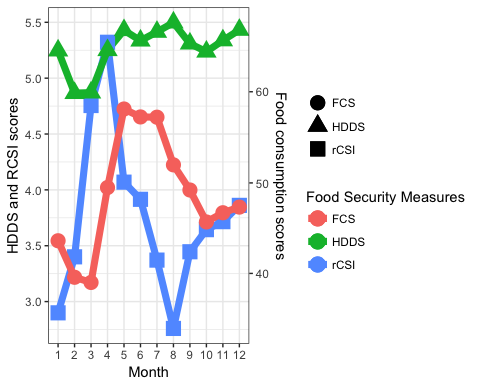 HDDS and RCSI scores
5.5
5.0
4.5
4.0
3.5
3.0
1 2 3 4 5 6 7 8 9 10 11 12
Month
60
50
40
Food consumption scores
FCS
HDDS
rCSI
Food Security Measures
FCS
HDDS
rCSI